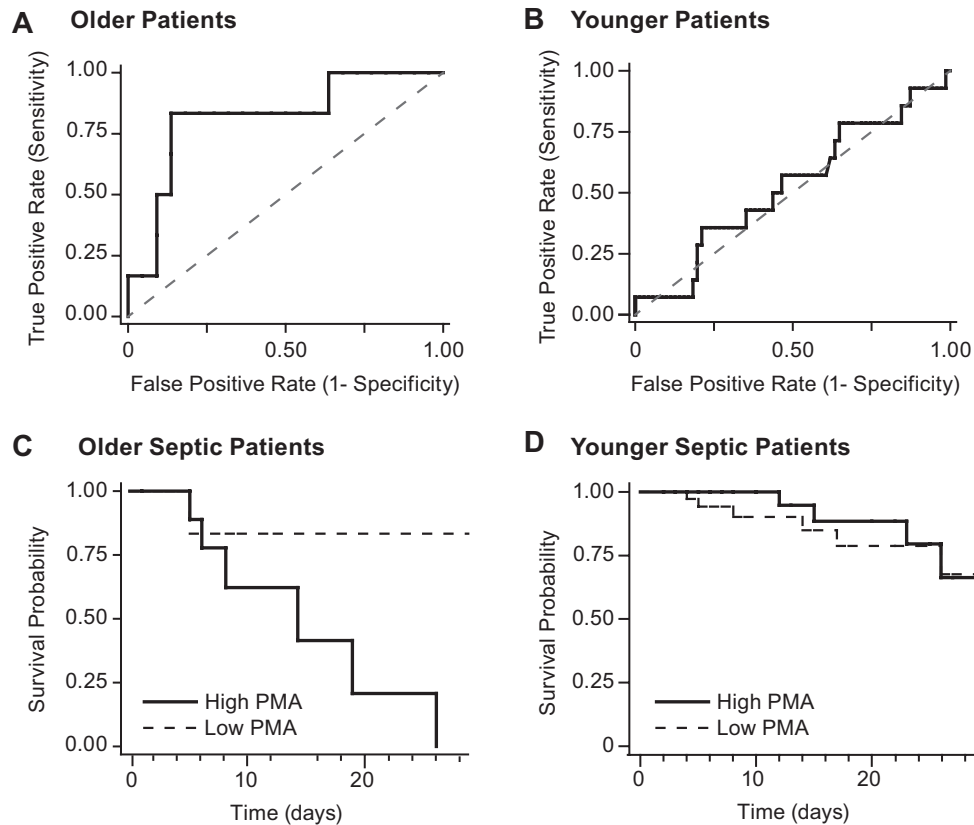 A Older Patients
True Positive Rate (Sensitivity)
1.00
0.75
0.50
0.25
0.00
0 0.50 1.00
False Positive Rate (1- Specificity)
B Younger Patients
True Positive Rate (Sensitivity)
1.00
0.75
0.50
0.25
0.00
0 0.50 1.00
False Positive Rate (1- Specificity)
C Older Septic Patients
Survival Probability
1.00
0.75
0.50
0.25
0.00
High PMA
Low PMA
0 10 20
Time (days)
D Younger Septic Patients
Survival Probability
1.00
0.75
0.50
0.25
0
High PMA
Low PMA
0 10 20
Time (days)